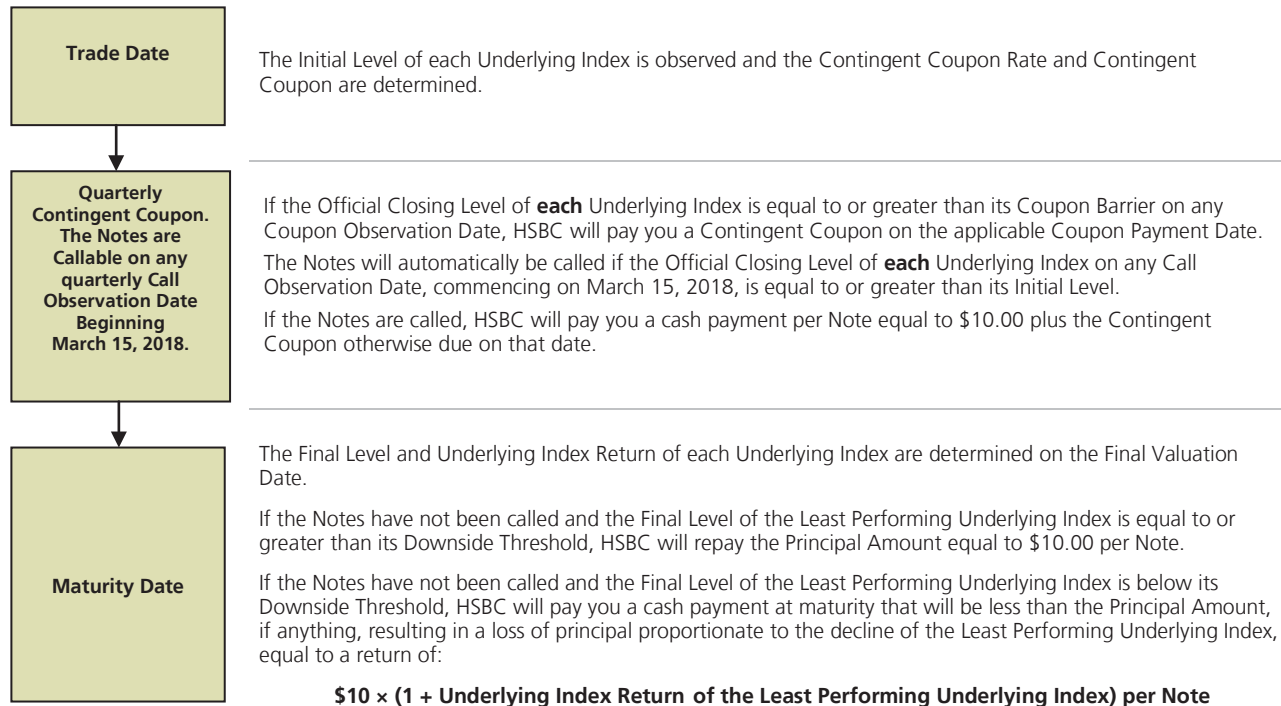 Trade Date
The Initial Level of each Underlying Index is observed and the Contingent Coupon Rate and Contingent
Coupon are determined.
Quarterly
Contingent Coupon.
The Notes are
Callable on any
quarterly Call
Observation Date
Beginning
March 15, 2018.
If the Official Closing Level of each Underlying Index is equal to or greater than its Coupon Barrier on any
Coupon Observation Date, HSBC will pay you a Contingent Coupon on the applicable Coupon Payment Date.
The Notes will automatically be called if the Official Closing Level of each Underlying Index on any Call
Observation Date, commencing on March 15, 2018, is equal to or greater than its Initial Level.
If the Notes are called, HSBC will pay you a cash payment per Note equal to $10.00 plus the Contingent
Coupon otherwise due on that date.
Maturity Date
The Final Level and Underlying Index Return of each Underlying Index are determined on the Final Valuation
Date.
If the Notes have not been called and the Final Level of the Least Performing Underlying Index is equal to or
greater than its Downside Threshold, HSBC will repay the Principal Amount equal to $10.00 per Note.
If the Notes have not been called and the Final Level of the Least Performing Underlying Index is below its
Downside Threshold, HSBC will pay you a cash payment at maturity that will be less than the Principal Amount,
if anything, resulting in a loss of principal proportionate to the decline of the Least Performing Underlying Index,
equal to a return of:
$10 × (1 + Underlying Index Return of the Least Performing Underlying Index) per Note